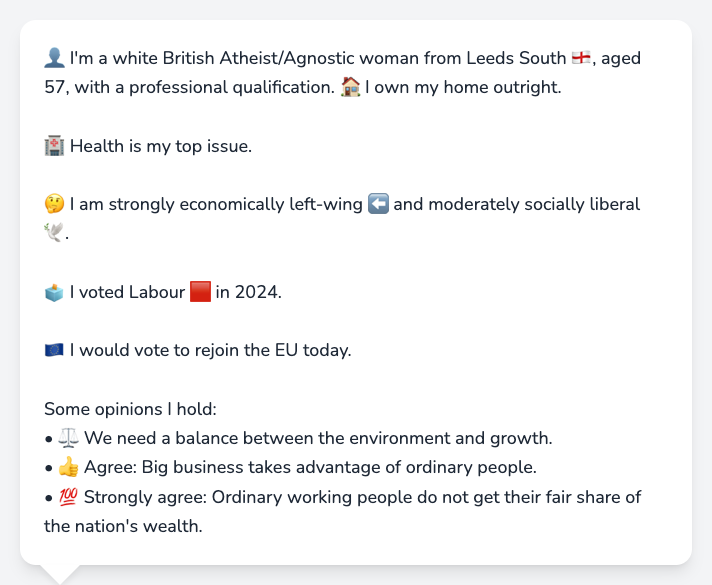 👤 I'm a white British Atheist/Agnostic woman from Leeds South 🏴󠁧󠁢󠁥󠁮󠁧󠁿, aged
57, with a professional qualification. 🏠 I own my home outright.
🏥 Health is my top issue.
🤔 I am strongly economically left-wing ⬅️ and moderately socially liberal
🕊️.
🗳️ I voted Labour 🟥 in 2024.
🇪🇺 I would vote to rejoin the EU today.
Some opinions I hold:
• ⚖️ We need a balance between the environment and growth.
• 👍 Agree: Big business takes advantage of ordinary people.
• 💯 Strongly agree: Ordinary working people do not get their fair share of
the nation's wealth.